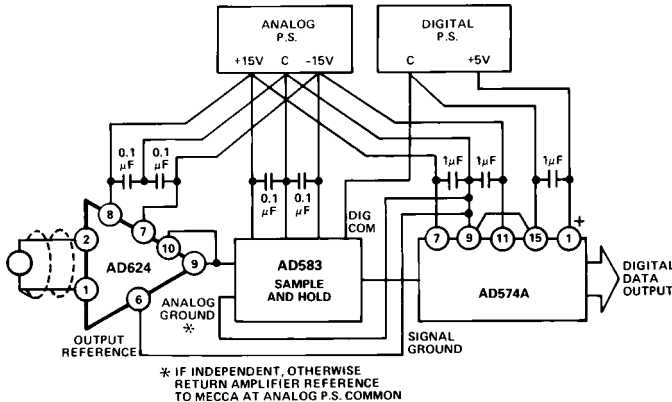 ANALOG
P.S.
+15V C -15V
DIGITAL
P.S.
C +5V
0.1
μF
0.1
μF
0.1
μF
0.1
μF
1μF
1μF
1μF
DIG
COM
8
7
10
9
2
1
6
AD624
OUTPUT
REFERENCE
ANALOG
GROUND
*
AD583
SAMPLE
AND HOLD
7
9
11
15
1
+
AD574A
SIGNAL
GROUND
DIGITAL
DATA
OUTPUT
* IF INDEPENDENT, OTHERWISE
RETURN AMPLIFIER REFERENCE
TO MECCA AT ANALOG P.S. COMMON